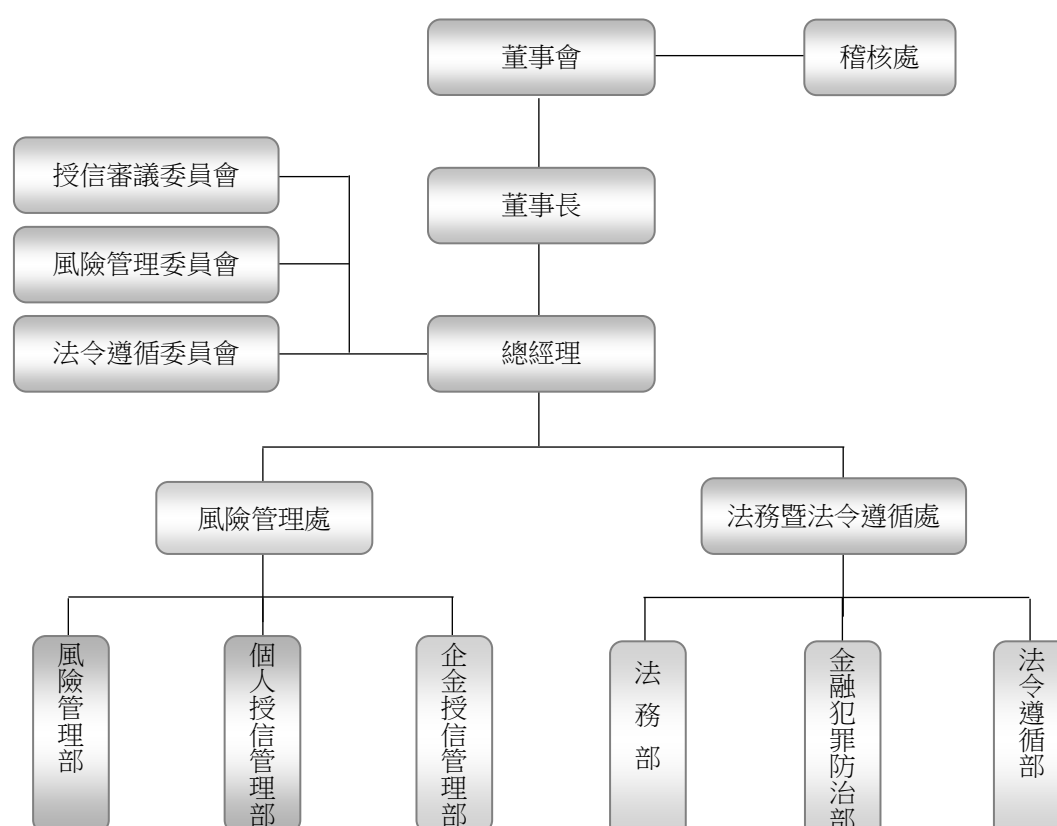 董事會
稽核處
授信審議委員會
董事長
風險管理委員會
法令遵循委員會
總經理
風險管理處
法務暨法令遵循處
風險管理部
個人授信管理部
企金授信管理部
法務部
金融犯罪防治部
法令遵循部